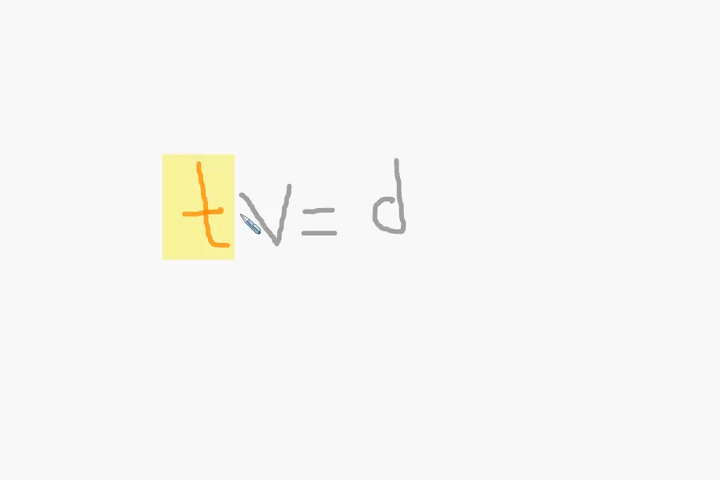 tv = d